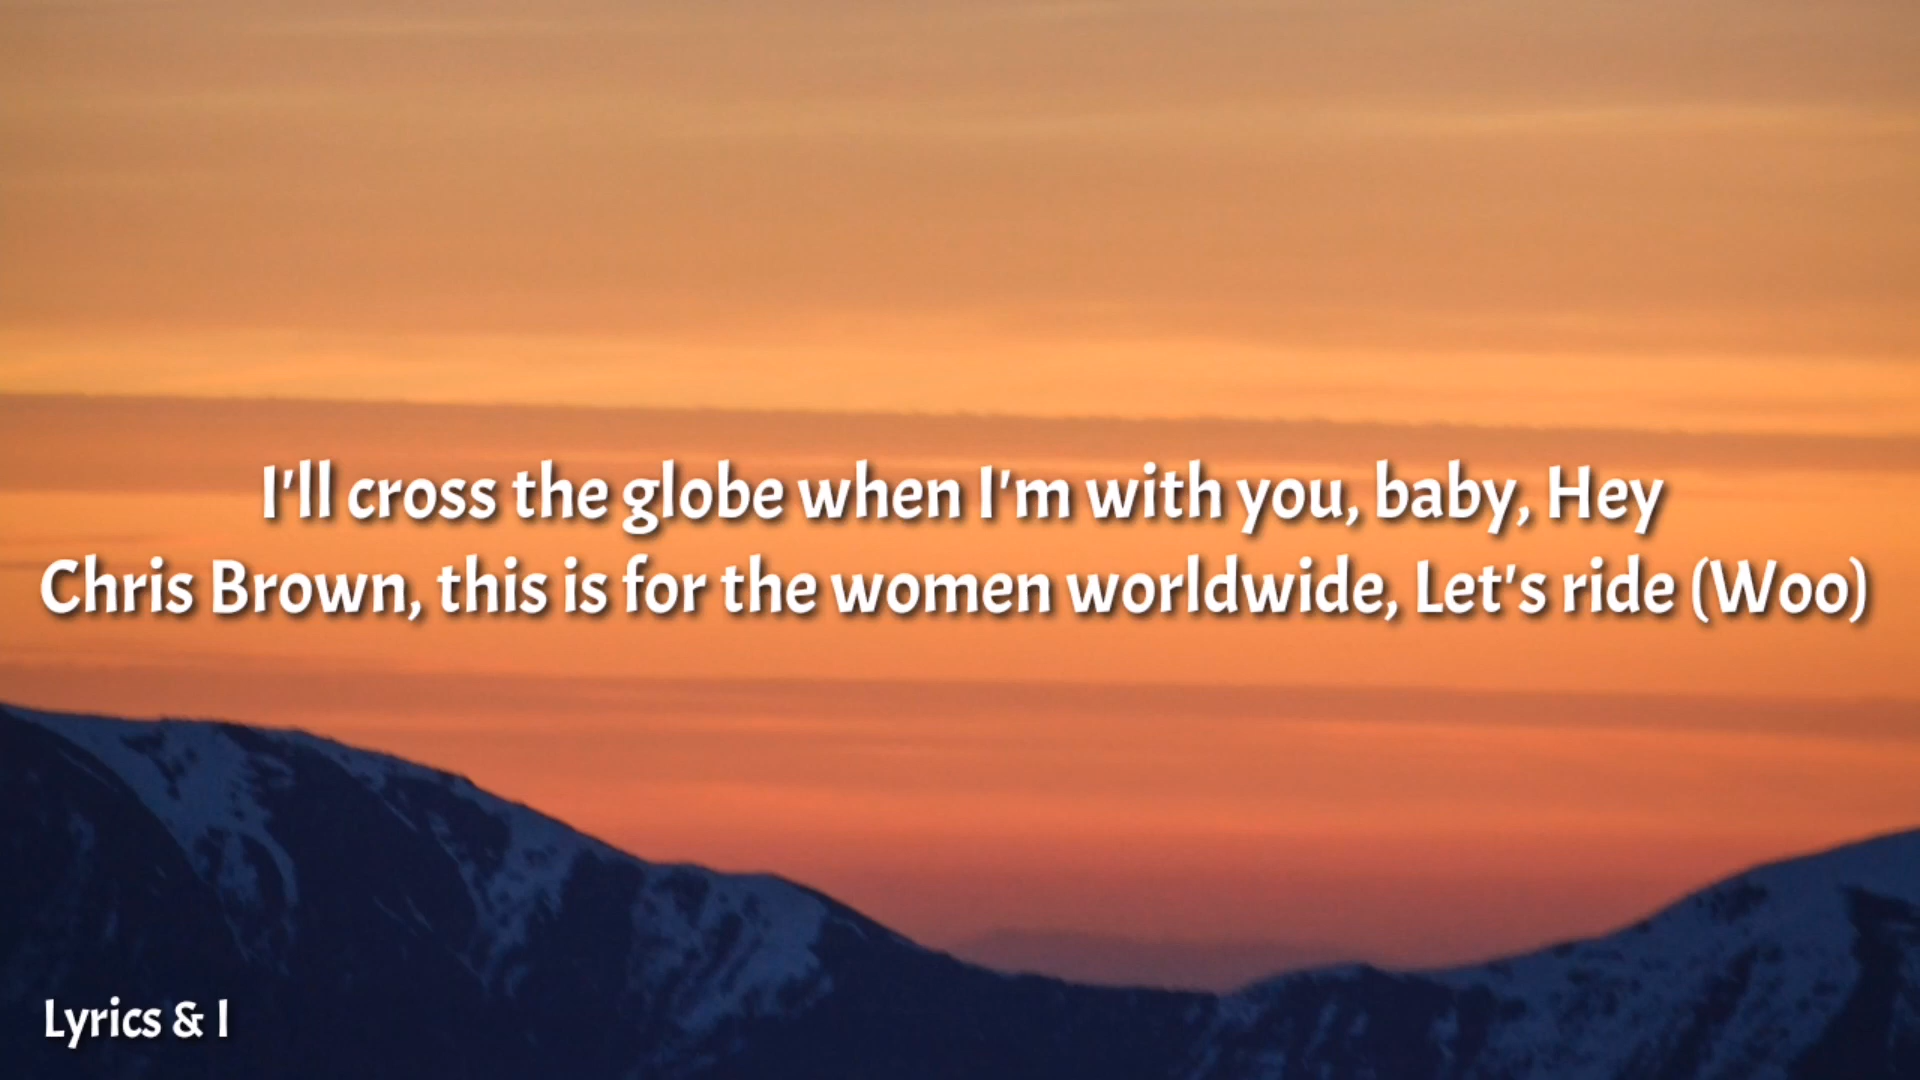 I'll cross the globe when I'm with you, baby, Hey
Chris Brown, this is for the women worldwide, Let's ride (Woo)
Lyrics & I